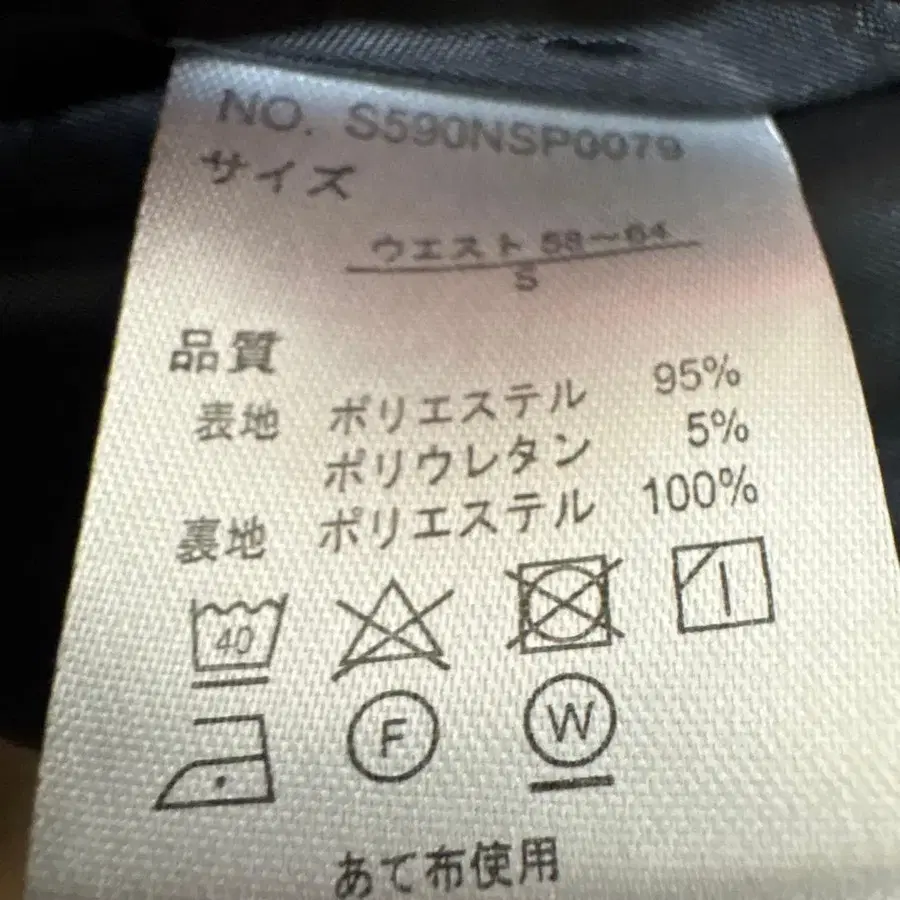 NO. S590NSP0079
サイズ
ウエスト 58〜64
S
品質
表地 ポリエステル 95%
ポリウレタン 5%
裏地 ポリエステル 100%
40
F W
あて布使用